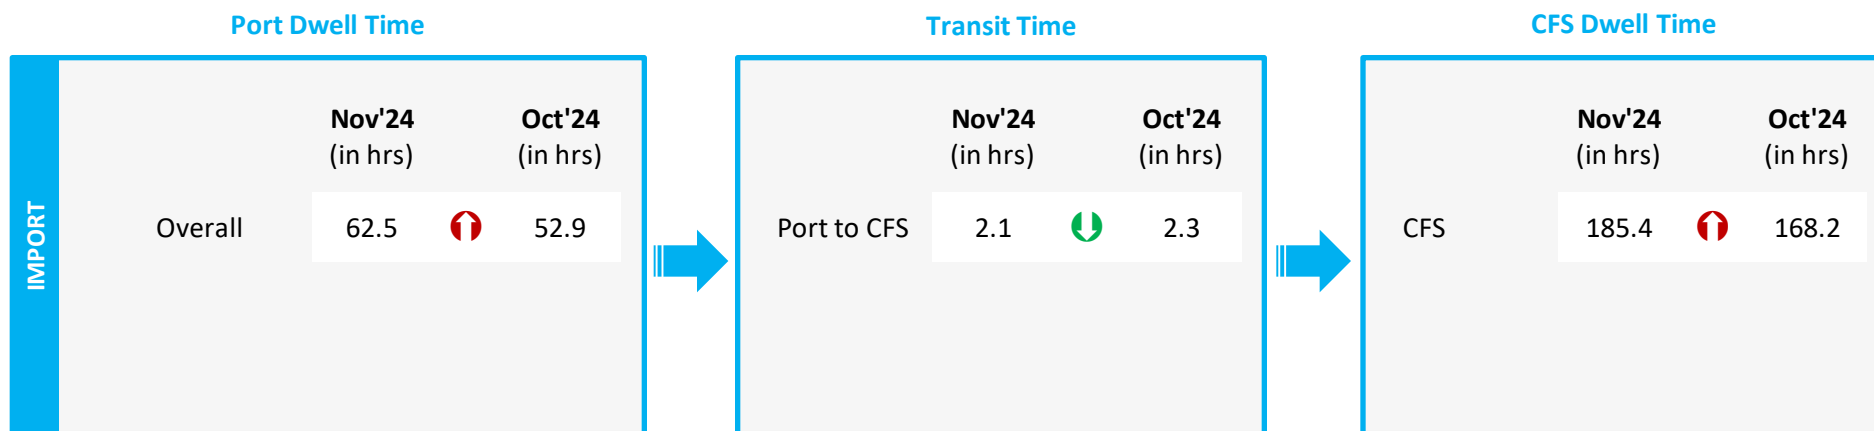 Port Dwell Time
Transit Time
CFS Dwell Time
IMPORT
Nov'24 Oct'24
(in hrs) (in hrs)
Overall 62.5 52.9
Nov'24 Oct'24
(in hrs) (in hrs)
Port to CFS 2.1 2.3
Nov'24 Oct'24
(in hrs) (in hrs)
CFS 185.4 168.2